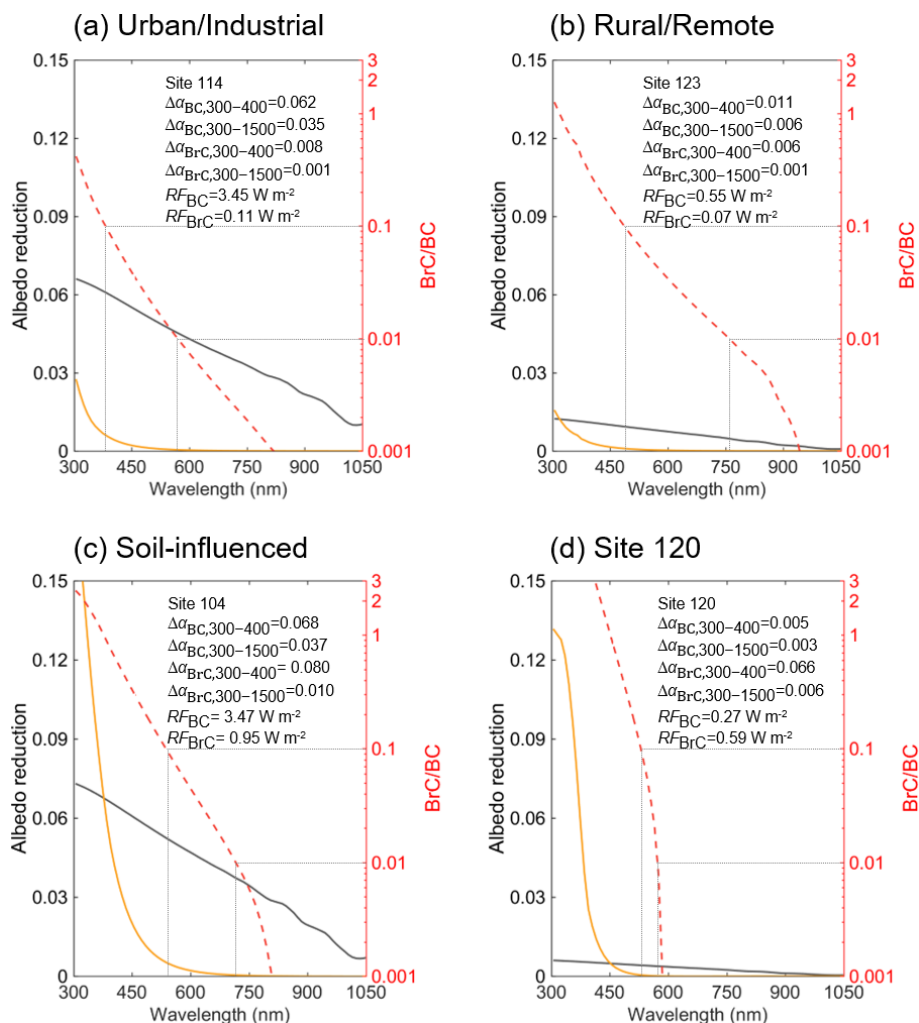 (a) Urban/Industrial
(b) Rural/Remote
0.15
0.12
0.09
0.06
0.03
0
Albedo reduction
Site 114
Δα_BC,300−400=0.062
Δα_BC,300−1500=0.035
Δα_BrC,300−400=0.008
Δα_BrC,300−1500=0.001
RF_BC=3.45 W m⁻²
RF_BrC=0.11 W m⁻²
3
2
1
0.1
0.01
0.001
BrC/BC
300 450 600 750 900 1050
Wavelength (nm)
0.15
0.12
0.09
0.06
0.03
0
Albedo reduction
Site 123
Δα_BC,300−400=0.011
Δα_BC,300−1500=0.006
Δα_BrC,300−400=0.006
Δα_BrC,300−1500=0.001
RF_BC=0.55 W m⁻²
RF_BrC=0.07 W m⁻²
3
2
1
0.1
0.01
0.001
BrC/BC
300 450 600 750 900 1050
Wavelength (nm)
(c) Soil-influenced
(d) Site 120
0.15
0.12
0.09
0.06
0.03
0
Albedo reduction
Site 104
Δα_BC,300−400=0.068
Δα_BC,300−1500=0.037
Δα_BrC,300−400= 0.080
Δα_BrC,300−1500=0.010
RF_BC= 3.47 W m⁻²
RF_BrC= 0.95 W m⁻²
3
2
1
0.1
0.01
0.001
BrC/BC
300 450 600 750 900 1050
Wavelength (nm)
0.15
0.12
0.09
0.06
0.03
0
Albedo reduction
Site 120
Δα_BC,300−400=0.005
Δα_BC,300−1500=0.003
Δα_BrC,300−400=0.066
Δα_BrC,300−1500=0.006
RF_BC=0.27 W m⁻²
RF_BrC=0.59 W m⁻²
3
2
1
0.1
0.01
0.001
BrC/BC
300 450 600 750 900 1050
Wavelength (nm)